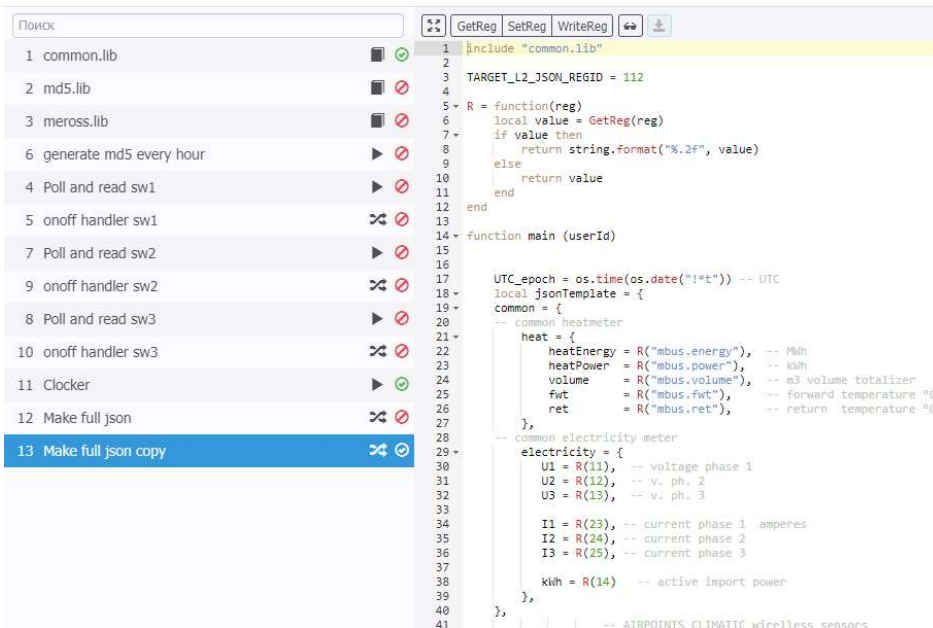 Поиск
1 common.lib
2 md5.lib
3 meross.lib
6 generate md5 every hour
4 Poll and read sw1
5 onoff handler sw1
7 Poll and read sw2
9 onoff handler sw2
8 Poll and read sw3
10 onoff handler sw3
11 Clocker
12 Make full json
13 Make full json copy
GetReg SetReg WriteReg
1 include "common.lib"
2
3 TARGET_L2_JSON_REGID = 112
4
5 R = function(reg)
6 local value = GetReg(reg)
7 if value then
8 return string.format("%.2f", value)
9 else
10 return value
11 end
12 end
13
14 function main (userId)
15
16
17 UTC_epoch = os.time(os.date("!*t")) -- UTC
18 local jsonTemplate = {
19 common = {
20 -- common heatmeter
21 heat = {
22 heatEnergy = R("mbus.energy"), -- MWh
23 heatPower = R("mbus.power"), -- kWh
24 volume = R("mbus.volume"), -- m3 volume totalizer
25 fwt = R("mbus.fwt"), -- forward temperature °C
26 ret = R("mbus.ret"), -- return temperature °C
27 },
28 -- common electricity meter
29 electricity = {
30 U1 = R(11), -- voltage phase 1
31 U2 = R(12), -- v. ph. 2
32 U3 = R(13), -- v. ph. 3
33
34 I1 = R(23), -- current phase 1 amperes
35 I2 = R(24), -- current phase 2
36 I3 = R(25), -- current phase 3
37
38 kWh = R(14) -- active import power
39 },
40 },
41 -- AIRPOINTS CLIMATIC wirelless sensors